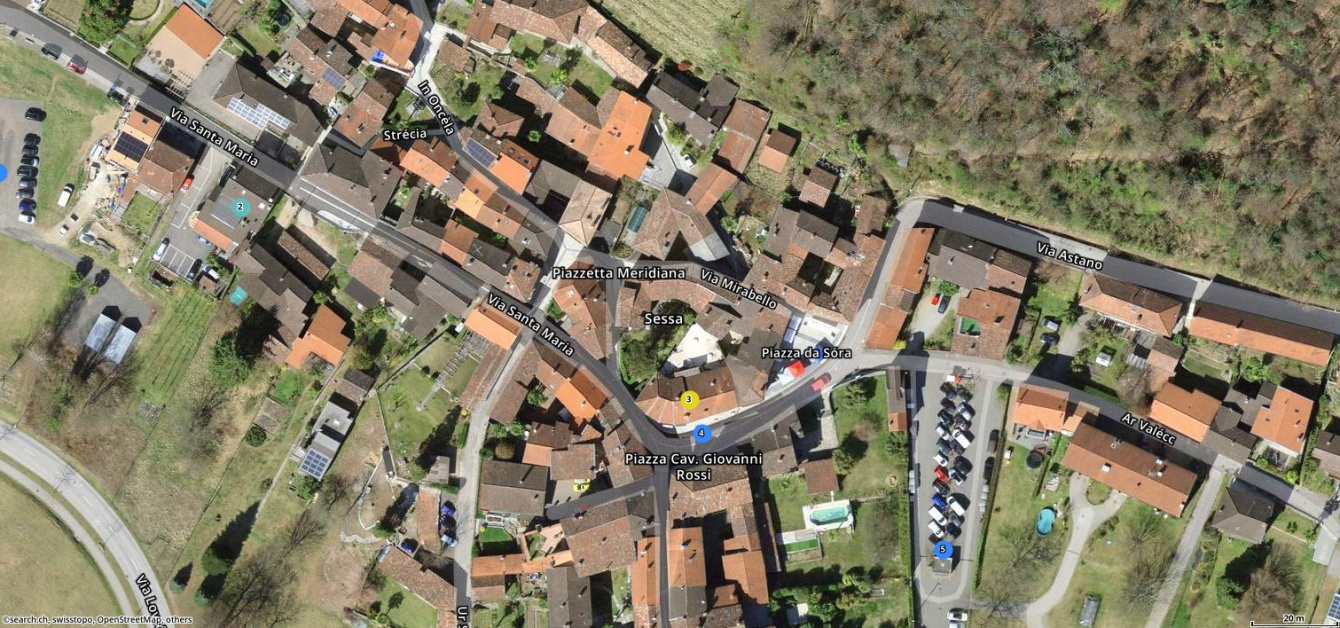 In Oncèla
Via Santa Maria
Strécia
2
Via Astano
Piazzetta Meridiana
Via Mirabello
Via Santa Maria
Sessa
Piazza da Sóra
3
4
Ar Valécc
Piazza Cav. Giovanni
Rossi
5
©search.ch, swisstopo, OpenStreetMap, others
20 m